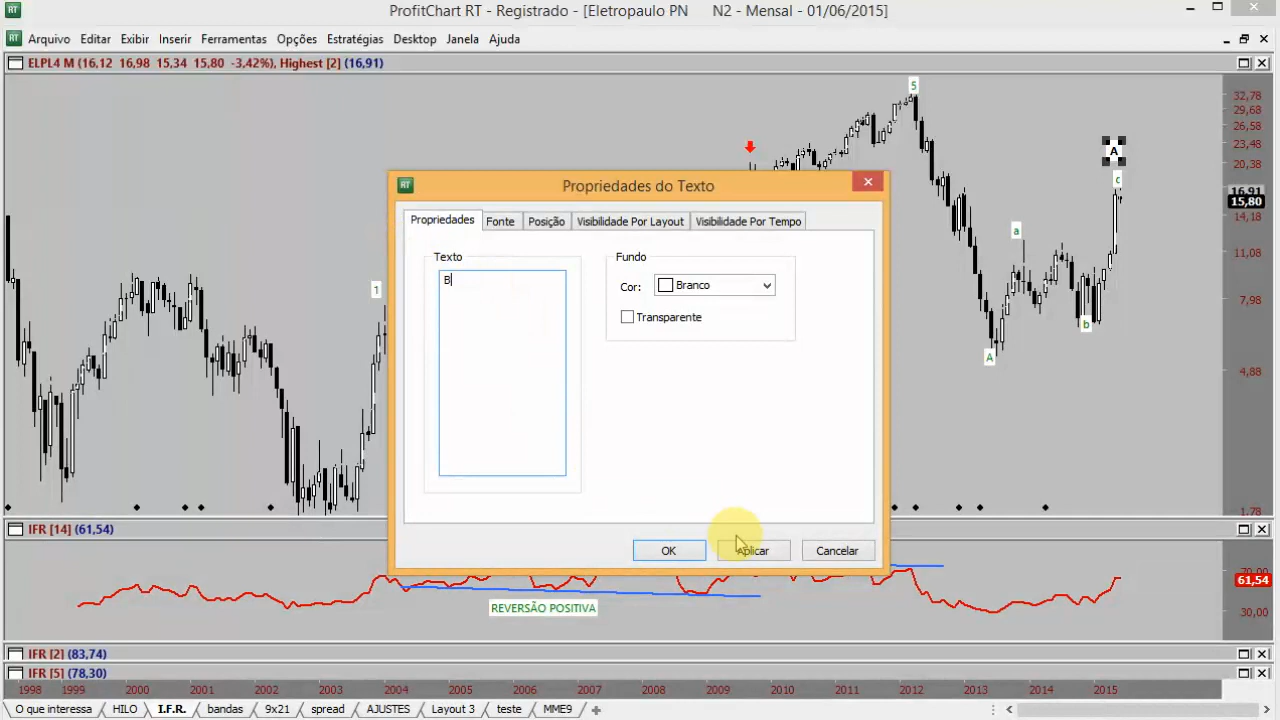 ProfitChart RT - Registrado - [Eletropaulo PN N2 - Mensal - 01/06/2015]
Arquivo Editar Exibir Inserir Ferramentas Opções Estratégias Desktop Janela Ajuda
ELPL4 M (16,12 16,98 15,34 15,80 -3,42%), Highest [2] (16,91)
5
32,78
29,68
26,58
23,48
20,38
A
c
16,91
15,80
14,18
a
11,08
1
7,98
b
A
4,88
1,78
RT
Propriedades do Texto
Propriedades Fonte Posição Visibilidade Por Layout Visibilidade Por Tempo
Texto
B
Fundo
Cor: Branco
Transparente
OK Aplicar Cancelar
IFR [14] (61,54)
70,00
61,54
30,00
REVERSÃO POSITIVA
IFR [2] (83,74)
IFR [5] (78,30)
1998 1999 2000 2001 2002 2003 2004 2005 2006 2007 2008 2009 2010 2011 2012 2013 2014 2015
O que interessa HILO I.F.R. bandas 9x21 spread AJUSTES Layout 3 teste MME9